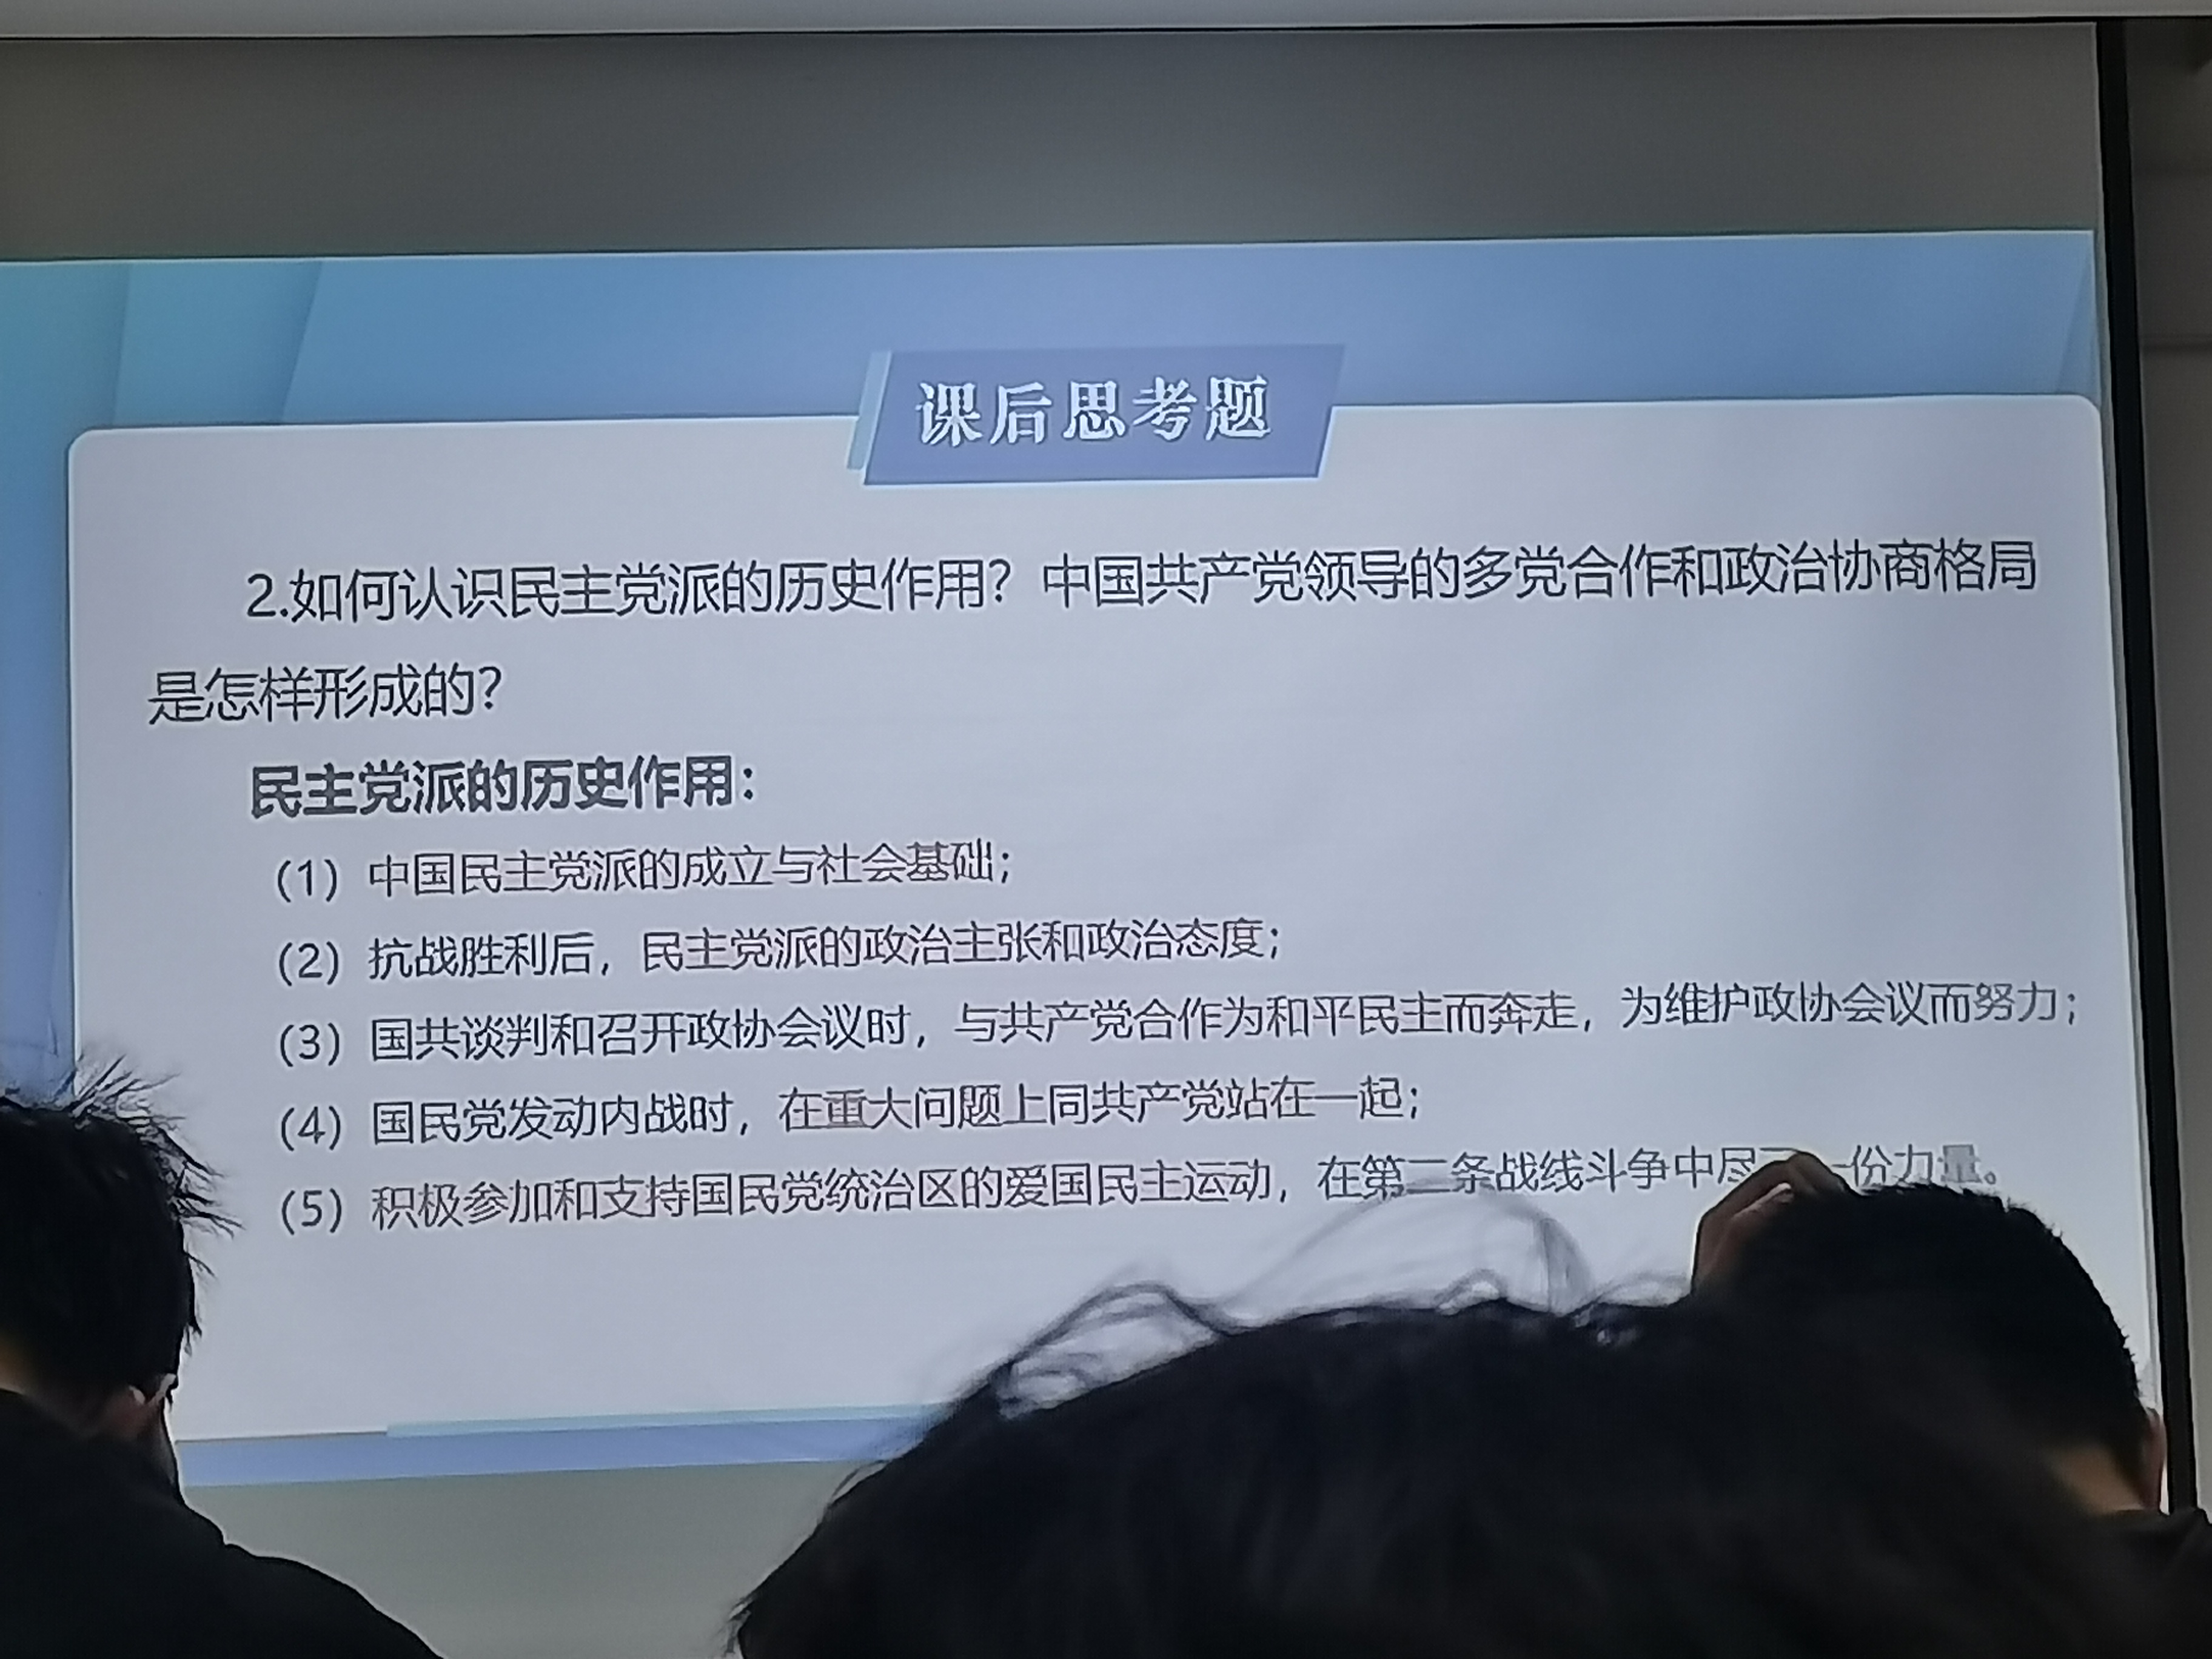 课后思考题
2.如何认识民主党派的历史作用？中国共产党领导的多党合作和政治协商格局
是怎样形成的？
民主党派的历史作用：
（1）中国民主党派的成立与社会基础；
（2）抗战胜利后，民主党派的政治主张和政治态度；
（3）国共谈判和召开政协会议时，与共产党合作为和平民主而奔走，为维护政协会议而努力；
（4）国民党发动内战时，在重大问题上同共产党站在一起；
（5）积极参加和支持国民党统治区的爱国民主运动，在第二条战线斗争中尽了一份力量。